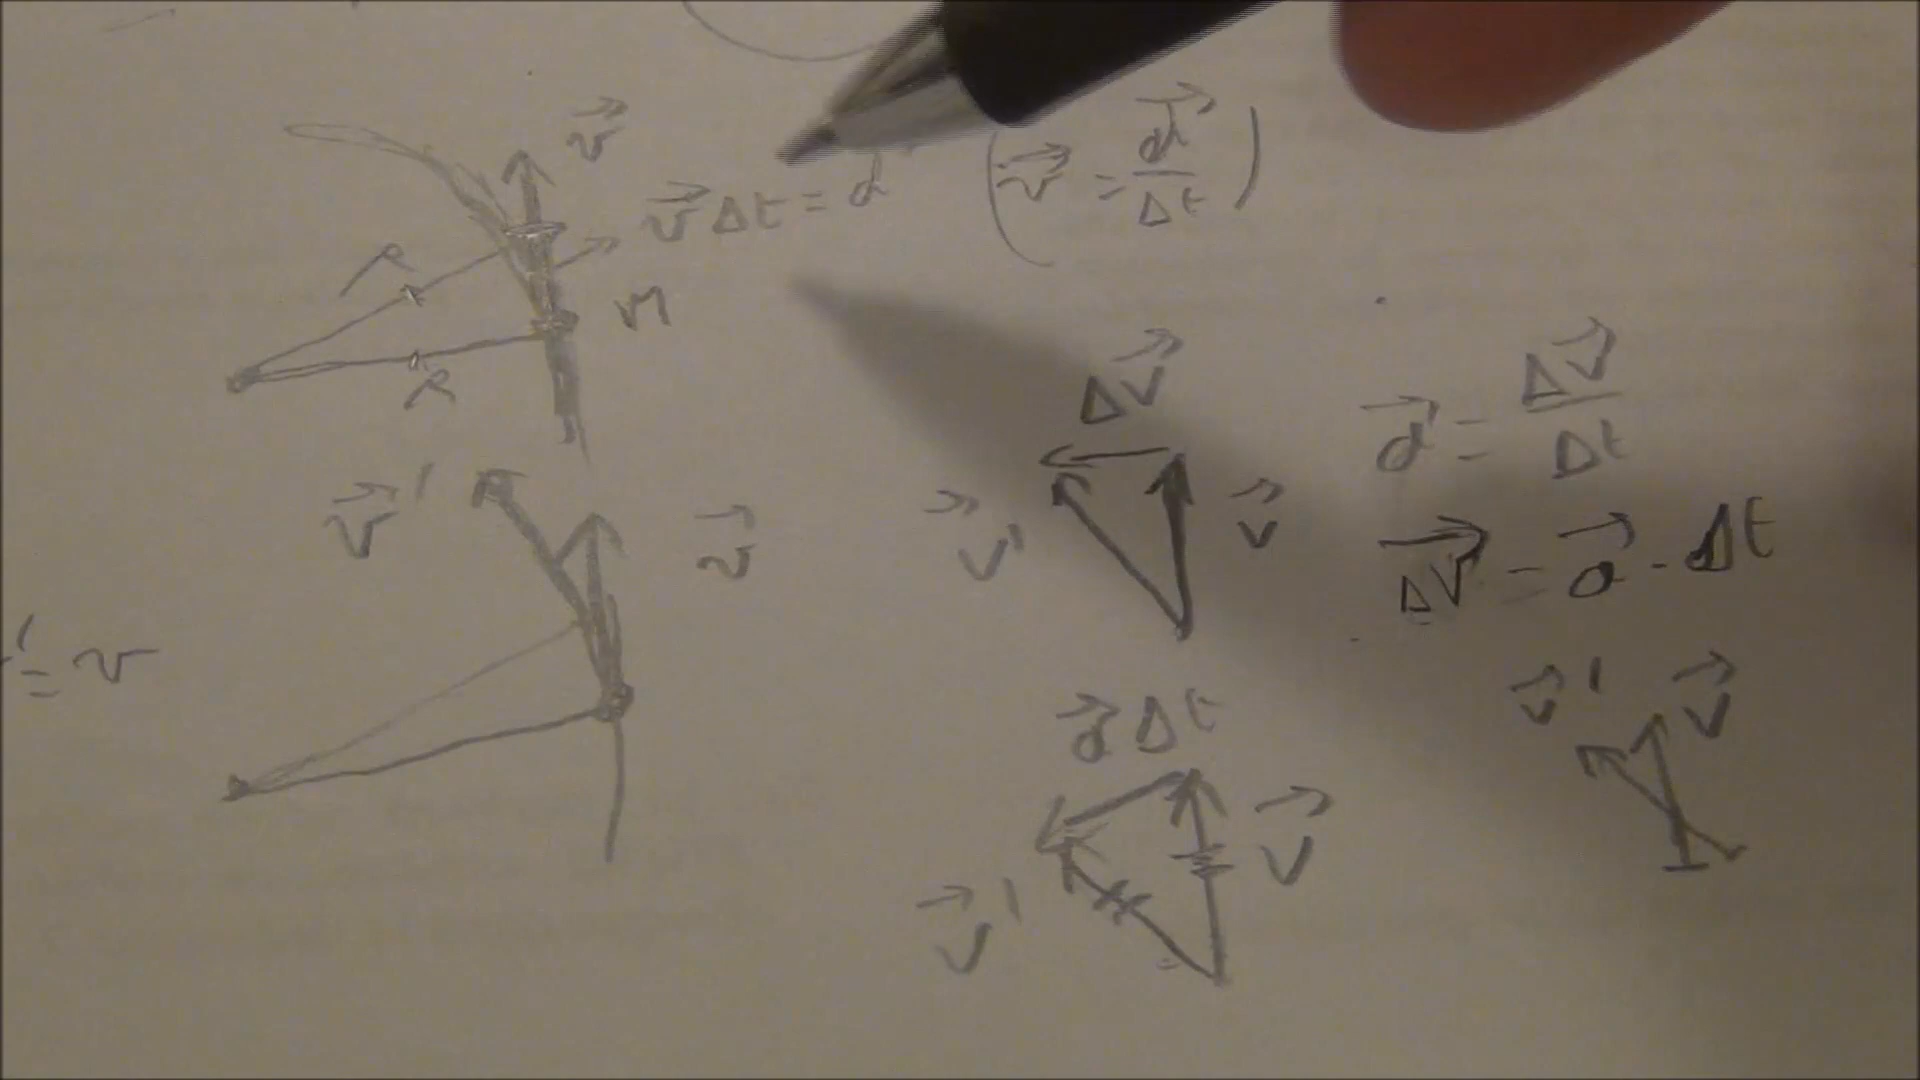 v⃗
v⃗ Δt = d
(v⃗ = d⃗/Δt)
R
M
R
Δv⃗
a⃗ = Δv⃗/Δt
v⃗'
v⃗
v⃗'
v⃗
Δv⃗ = a⃗ · Δt
' = v
v⃗'
v⃗
a⃗ Δt
v⃗'
v⃗